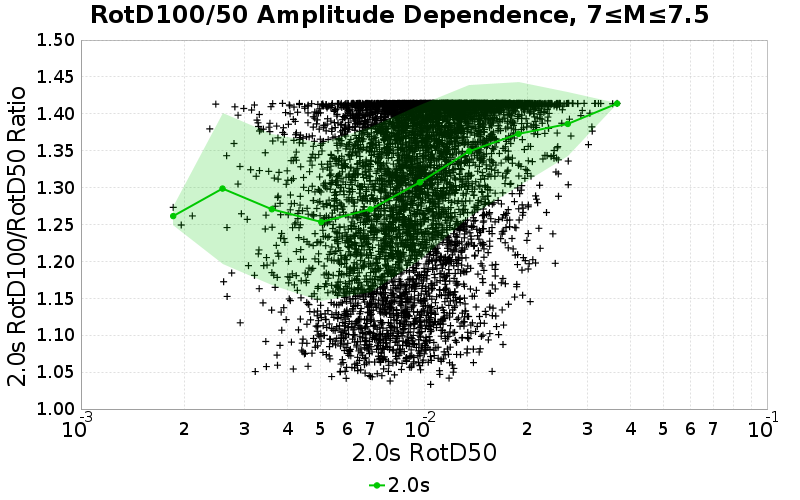 RotD100/50 Amplitude Dependence, 7≤M≤7.5
2.0s RotD100/RotD50 Ratio
1.50
1.45
1.40
1.35
1.30
1.25
1.20
1.15
1.10
1.05
1.00
10^-3 2 3 4 5 6 7 10^-2 2 3 4 5 6 7 10^-1
2.0s RotD50
2.0s